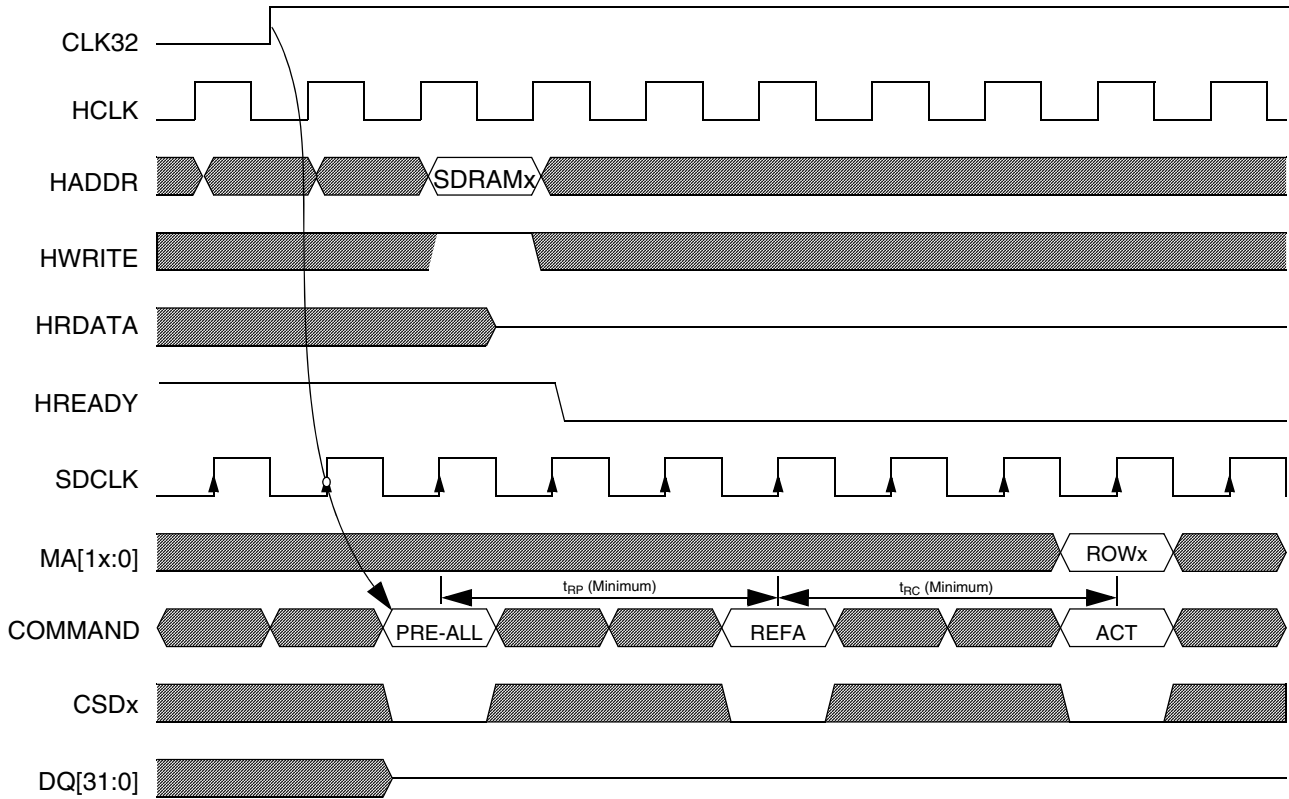 CLK32
HCLK
HADDR
SDRAMx
HWRITE
HRDATA
HREADY
SDCLK
MA[1x:0]
ROWx
tRP (Minimum)
tRC (Minimum)
COMMAND
PRE-ALL
REFA
ACT
CSDx
DQ[31:0]